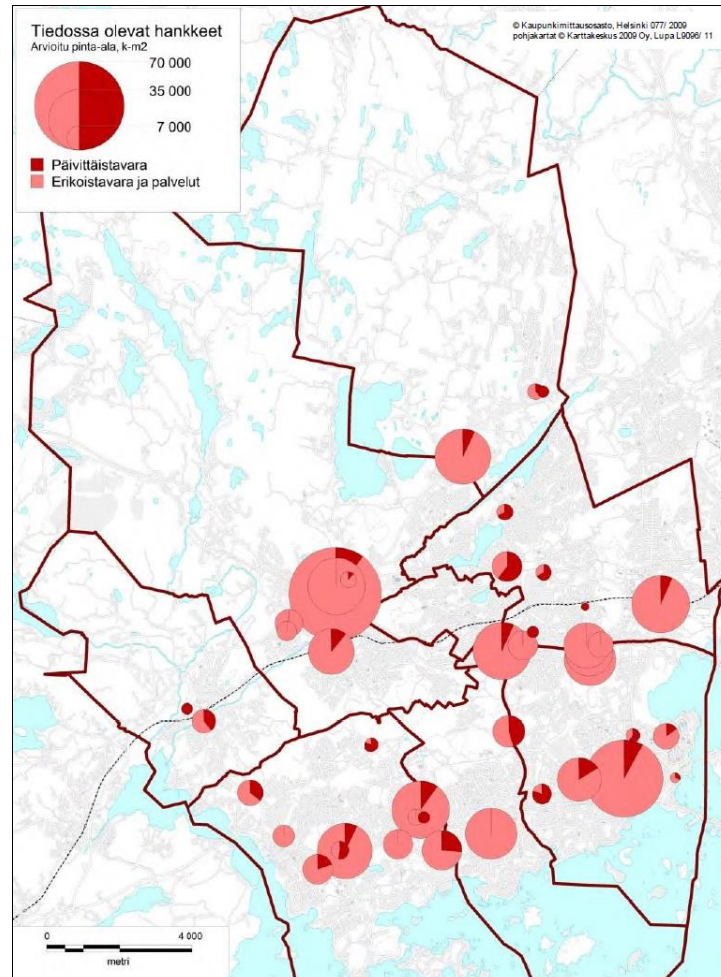 Tiedossa olevat hankkeet
Arvioitu pinta-ala, k-m2
70 000
35 000
7 000
Päivittäistavara
Erikoistavara ja palvelut
© Kaupunkimittausosasto, Helsinki 077/ 2009
pohjakartat © Karttakeskus 2009 Oy, Lupa L9096/ 11
0 4 000
metri